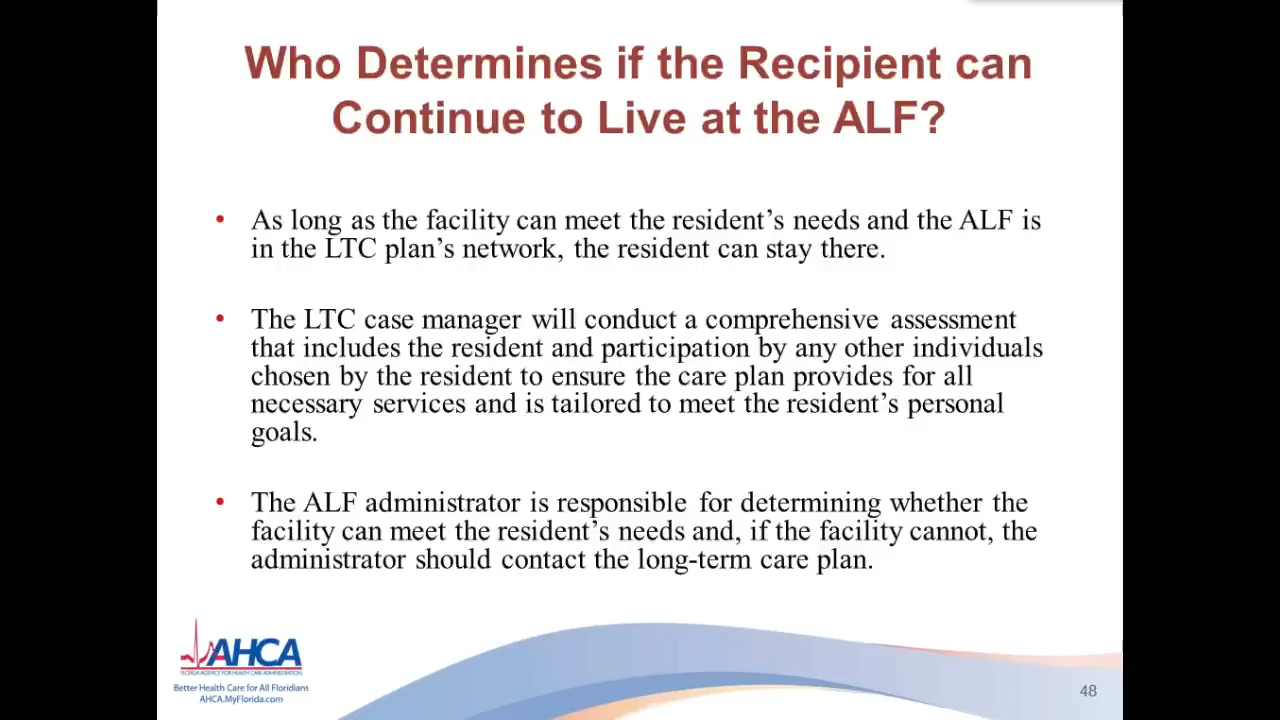 Who Determines if the Recipient can
Continue to Live at the ALF?
• As long as the facility can meet the resident’s needs and the ALF is
in the LTC plan’s network, the resident can stay there.
• The LTC case manager will conduct a comprehensive assessment
that includes the resident and participation by any other individuals
chosen by the resident to ensure the care plan provides for all
necessary services and is tailored to meet the resident’s personal
goals.
• The ALF administrator is responsible for determining whether the
facility can meet the resident’s needs and, if the facility cannot, the
administrator should contact the long-term care plan.
AHCA
FLORIDA AGENCY FOR HEALTH CARE ADMINISTRATION
Better Health Care for All Floridians
AHCA.MyFlorida.com
48